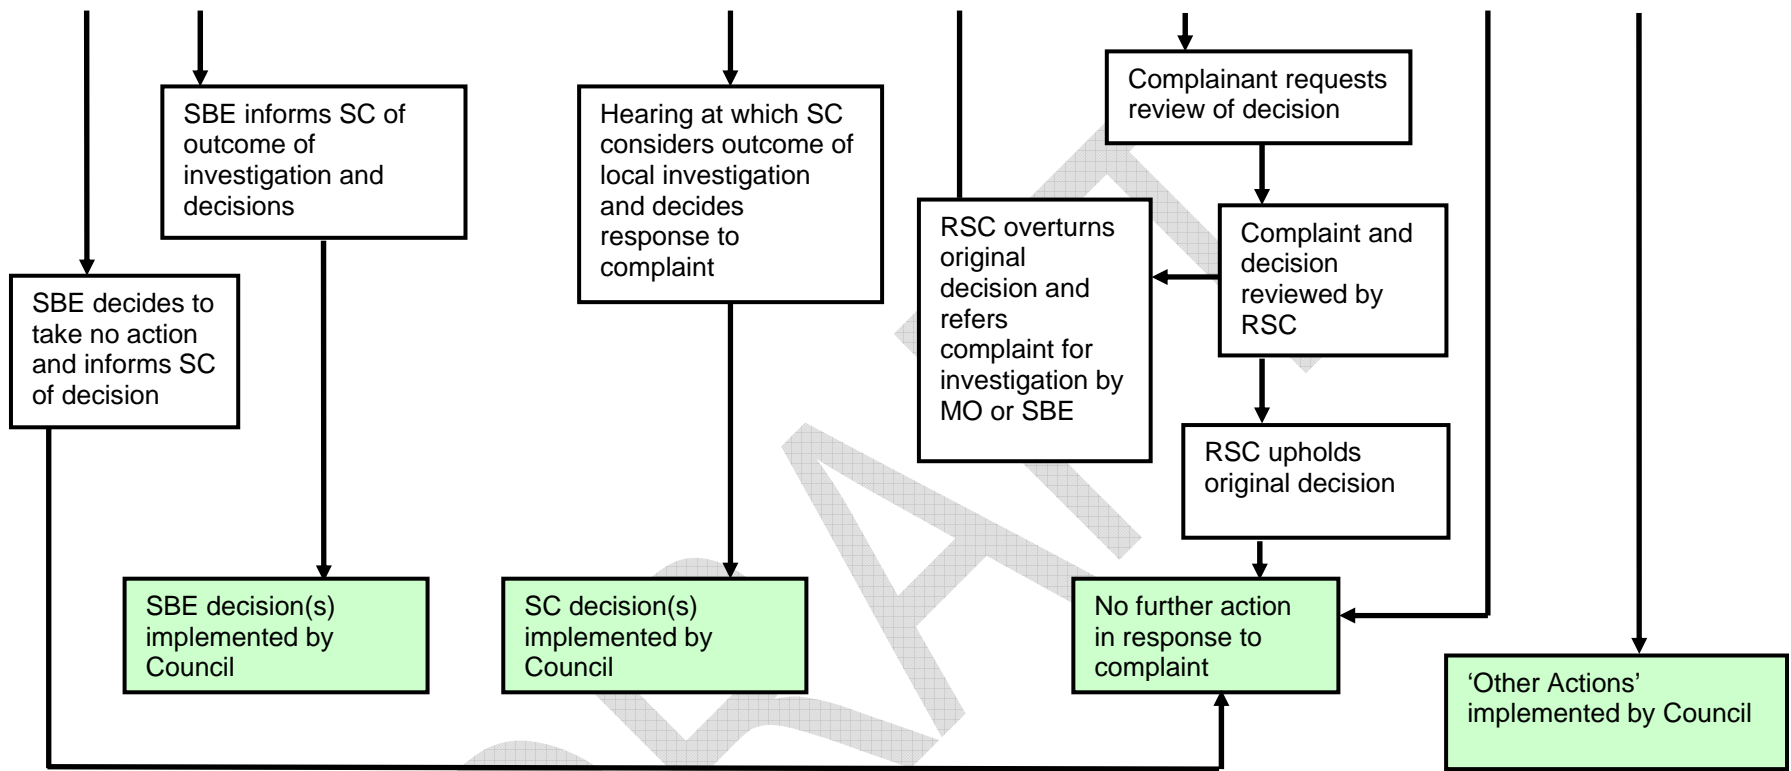 Complainant requests
review of decision
SBE informs SC of
outcome of
investigation and
decisions
Hearing at which SC
considers outcome of
local investigation
and decides
response to
complaint
RSC overturns
original
decision and
refers
complaint for
investigation by
MO or SBE
Complaint and
decision
reviewed by
RSC
SBE decides to
take no action
and informs SC
of decision
RSC upholds
original decision
SBE decision(s)
implemented by
Council
SC decision(s)
implemented by
Council
No further action
in response to
complaint
‘Other Actions’
implemented by Council